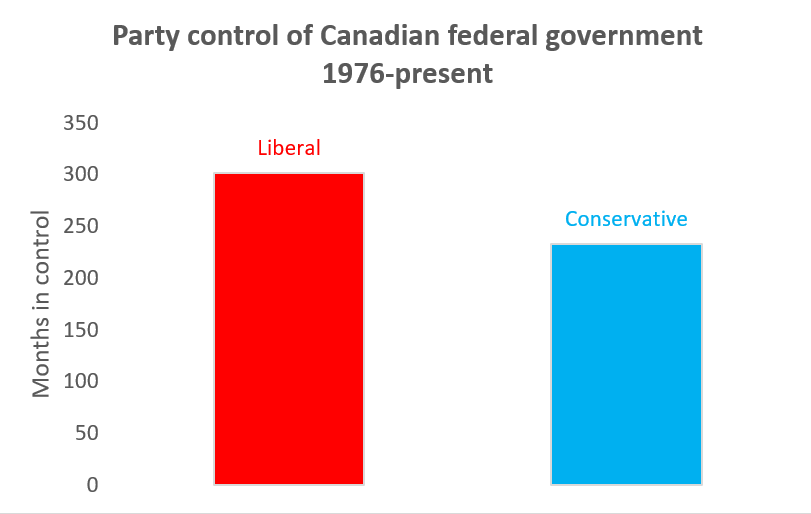 Party control of Canadian federal government
1976-present
350
Liberal
300
Conservative
250
200
150
100
50
0
Months in control